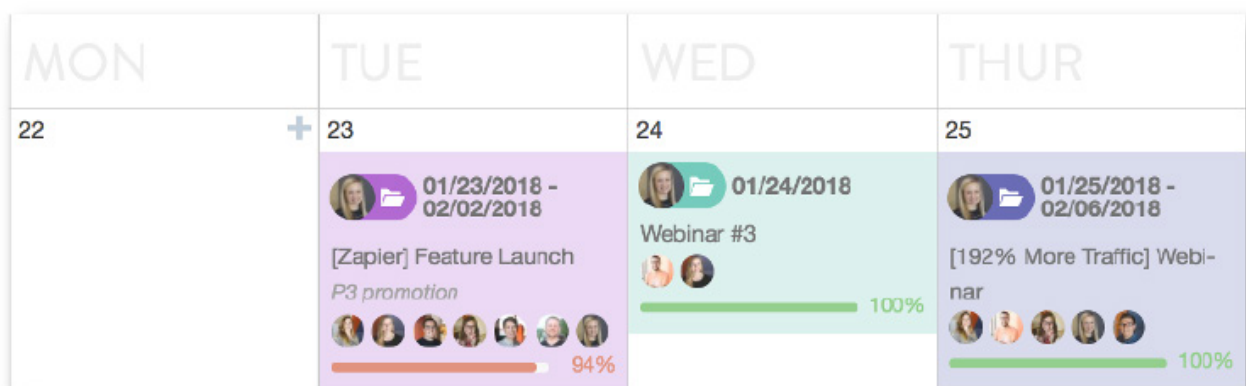 MON
TUE
WED
THUR
22
23
24
25
01/23/2018 -
02/02/2018
[Zapier] Feature Launch
P3 promotion
94%
01/24/2018
Webinar #3
100%
01/25/2018 -
02/06/2018
[192% More Traffic] Webi-
nar
100%